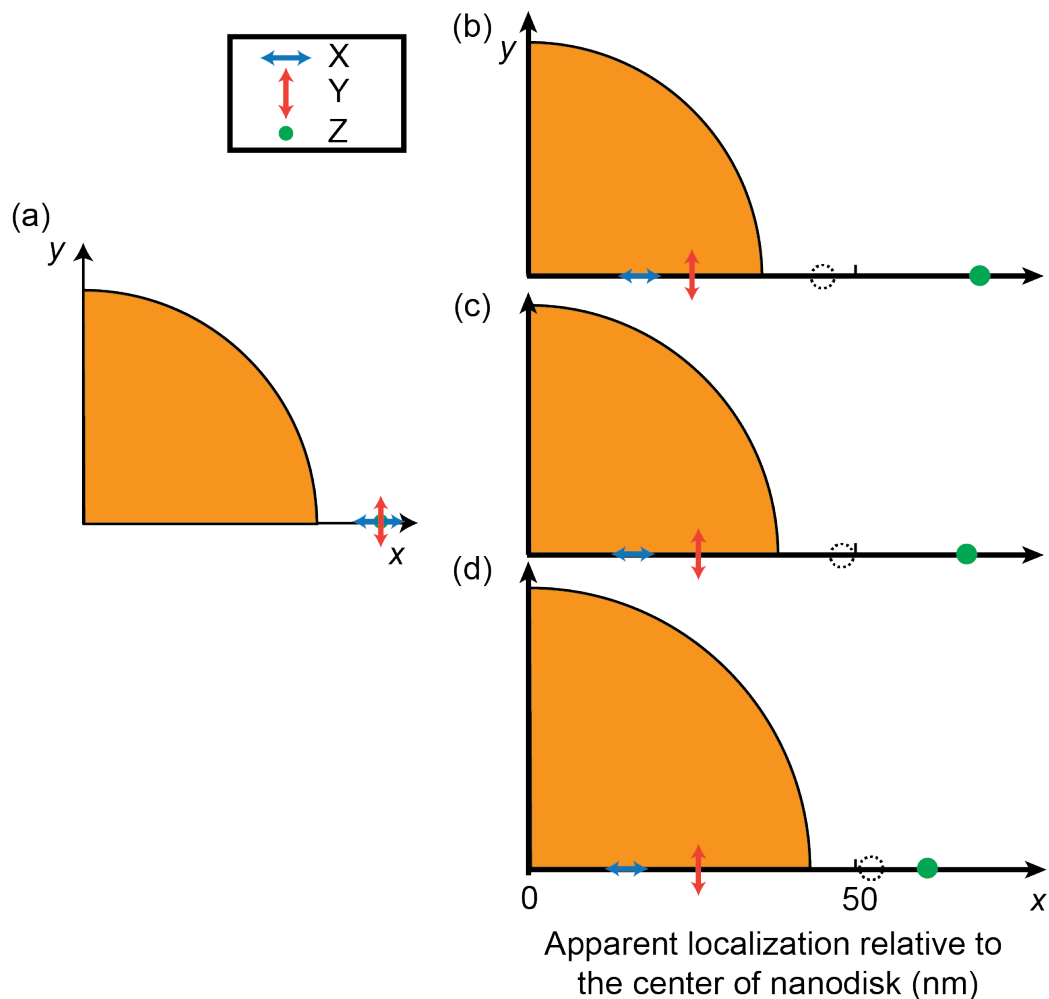 X
Y
Z
(a)
y
x
(b)
y
(c)
(d)
0
50
x
Apparent localization relative to
the center of nanodisk (nm)